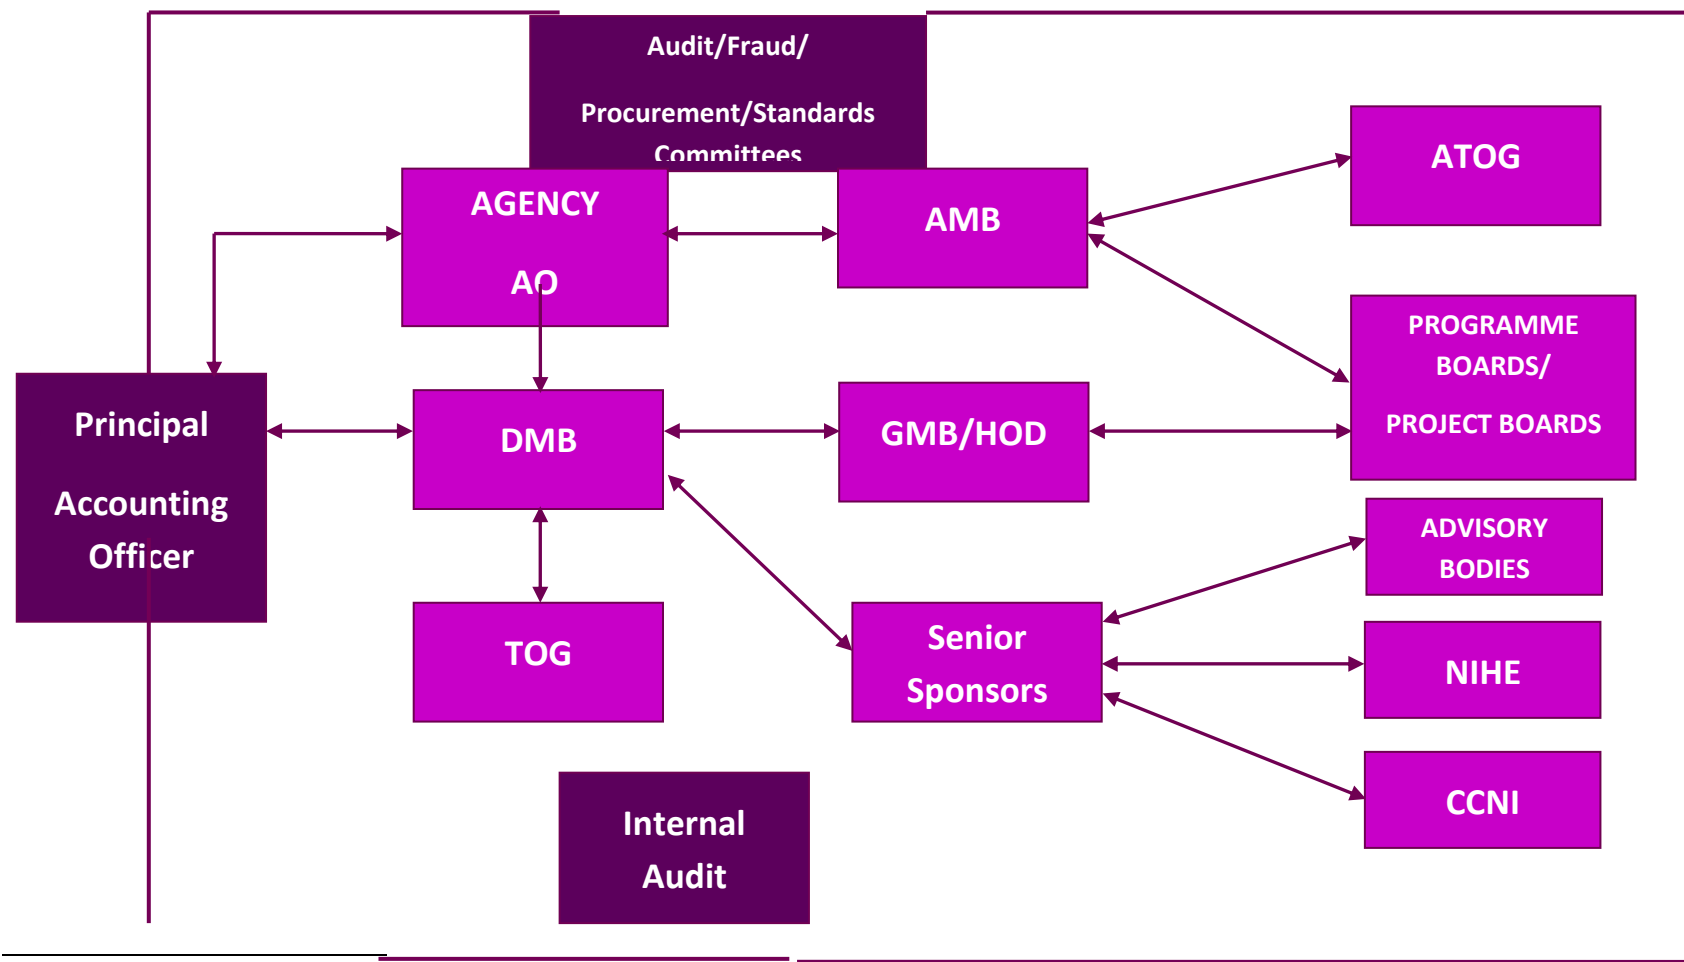 Audit/Fraud/
Procurement/Standards
Committees
AGENCY
AO
AMB
ATOG
PROGRAMME
BOARDS/
PROJECT BOARDS
Principal
Accounting
Officer
DMB
GMB/HOD
ADVISORY
BODIES
TOG
Senior
Sponsors
NIHE
CCNI
Internal
Audit